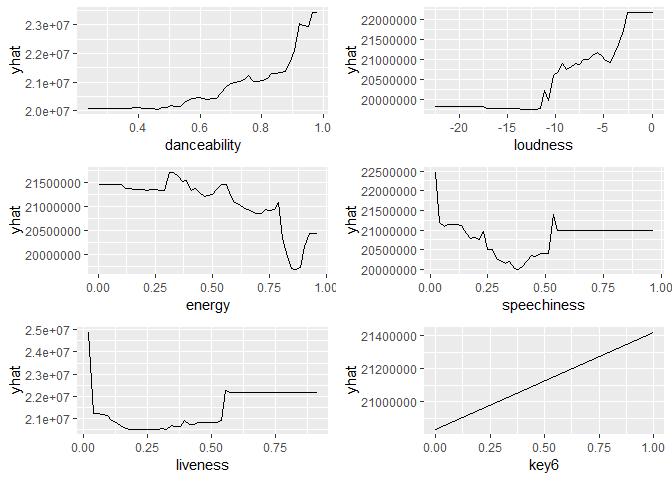 yhat
2.3e+07
2.2e+07
2.1e+07
2.0e+07
0.4
0.6
0.8
1.0
danceability
yhat
22000000
21500000
21000000
20500000
20000000
-20
-15
-10
-5
0
loudness
yhat
21500000
21000000
20000000
0.00
0.25
0.50
0.75
1.00
energy
yhat
22500000
22000000
21500000
21000000
20500000
20000000
0.00
0.25
0.50
0.75
1.00
speechiness
yhat
2.5e+07
2.4e+07
2.3e+07
2.2e+07
2.1e+07
0.00
0.25
0.50
0.75
liveness
yhat
21400000
21200000
21000000
0.00
0.25
0.50
0.75
1.00
key6